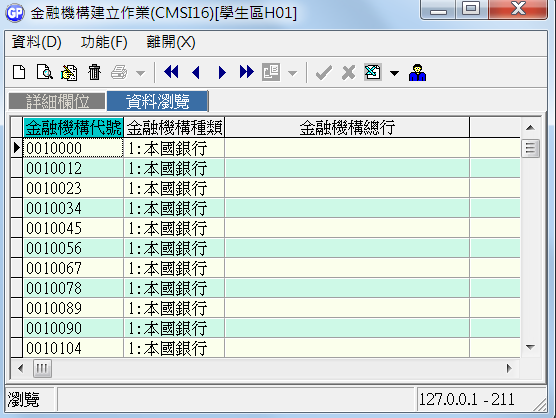 GP 金融機構建立作業(CMSI16)[學生區H01]
資料(D) 功能(F) 離開(X)
詳細欄位 資料瀏覽
金融機構代號 金融機構種類 金融機構總行
0010000 1:本國銀行
0010012 1:本國銀行
0010023 1:本國銀行
0010034 1:本國銀行
0010045 1:本國銀行
0010056 1:本國銀行
0010067 1:本國銀行
0010078 1:本國銀行
0010089 1:本國銀行
0010090 1:本國銀行
0010104 1:本國銀行
瀏覽 127.0.0.1 - 211